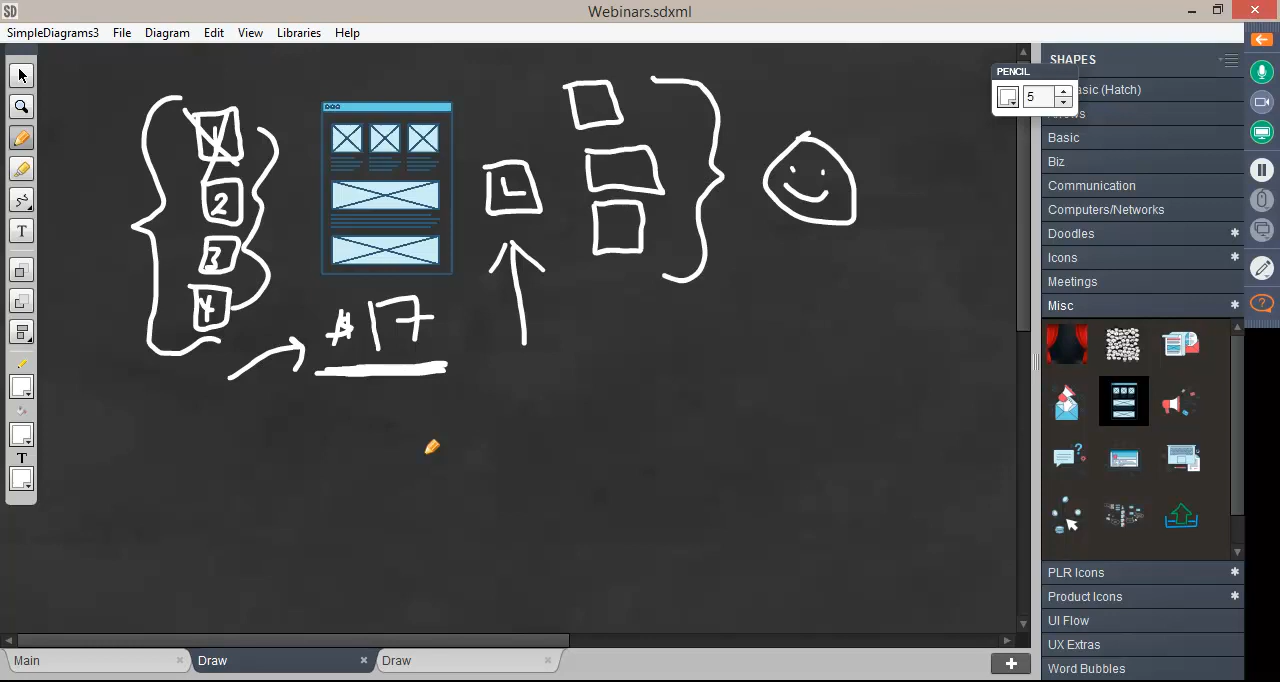 SD
Webinars.sdxml
SimpleDiagrams3 File Diagram Edit View Libraries Help
SHAPES
PENCIL
5
asic (Hatch)
Arrows
Basic
Biz
Communication
Computers/Networks
Doodles *
Icons *
Meetings
Misc
PLR Icons *
Product Icons *
UI Flow
UX Extras
Word Bubbles
T
T
1
2
3
4
L
$17
Main × Draw × Draw × +